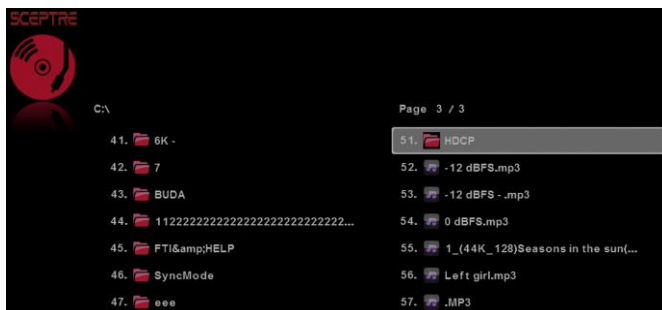 SCEPTRE
C:\
Page 3 / 3
41. 6K -
42. 7
43. BUDA
44. 1122222222222222222222222222...
45. FTI&amp;HELP
46. SyncMode
47. eee
51. HDCP
52. -12 dBFS.mp3
53. -12 dBFS - .mp3
54. 0 dBFS.mp3
55. 1_(44K_128)Seasons in the sun(...
56. Left girl.mp3
57. .MP3